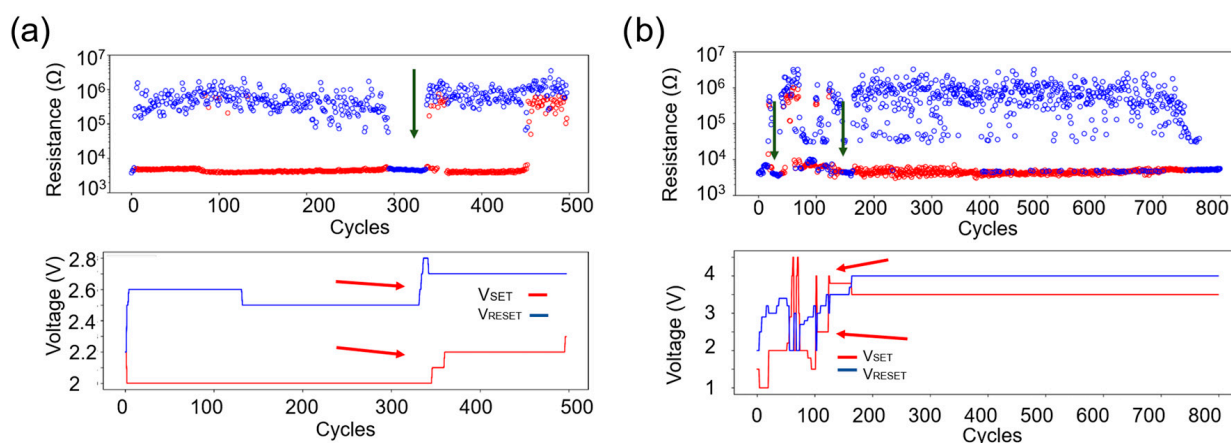 (a)
Resistance (Ω)
10⁷
10⁶
10⁵
10⁴
10³
0 100 200 300 400 500
Cycles
Voltage (V)
2.8
2.6
2.5
2.2
2
VSET
VRESET
0 100 200 300 400 500
Cycles
(b)
Resistance (Ω)
10⁷
10⁶
10⁵
10⁴
10³
0 50 100 200 300 400 500 600 700 800
Cycles
Voltage (V)
4
3
2
1
VSET
VRESET
0 100 200 300 400 500 600 700 800
Cycles